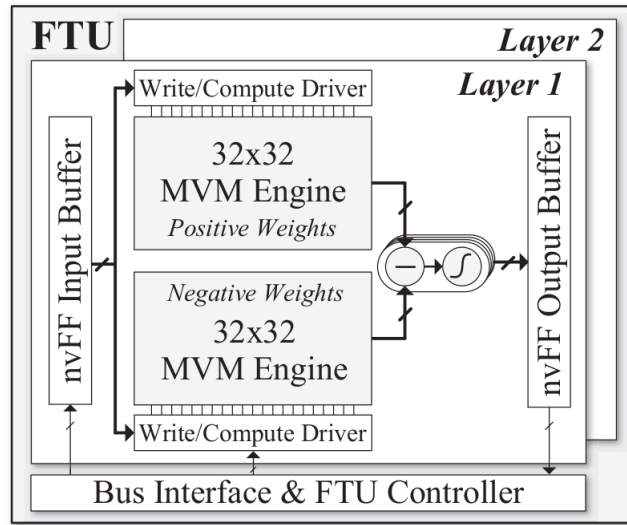 FTU
Layer 2
Layer 1
Write/Compute Driver
nvFF Input Buffer
32x32
MVM Engine
Positive Weights
Negative Weights
32x32
MVM Engine
Write/Compute Driver
−
∫
nvFF Output Buffer
Bus Interface & FTU Controller